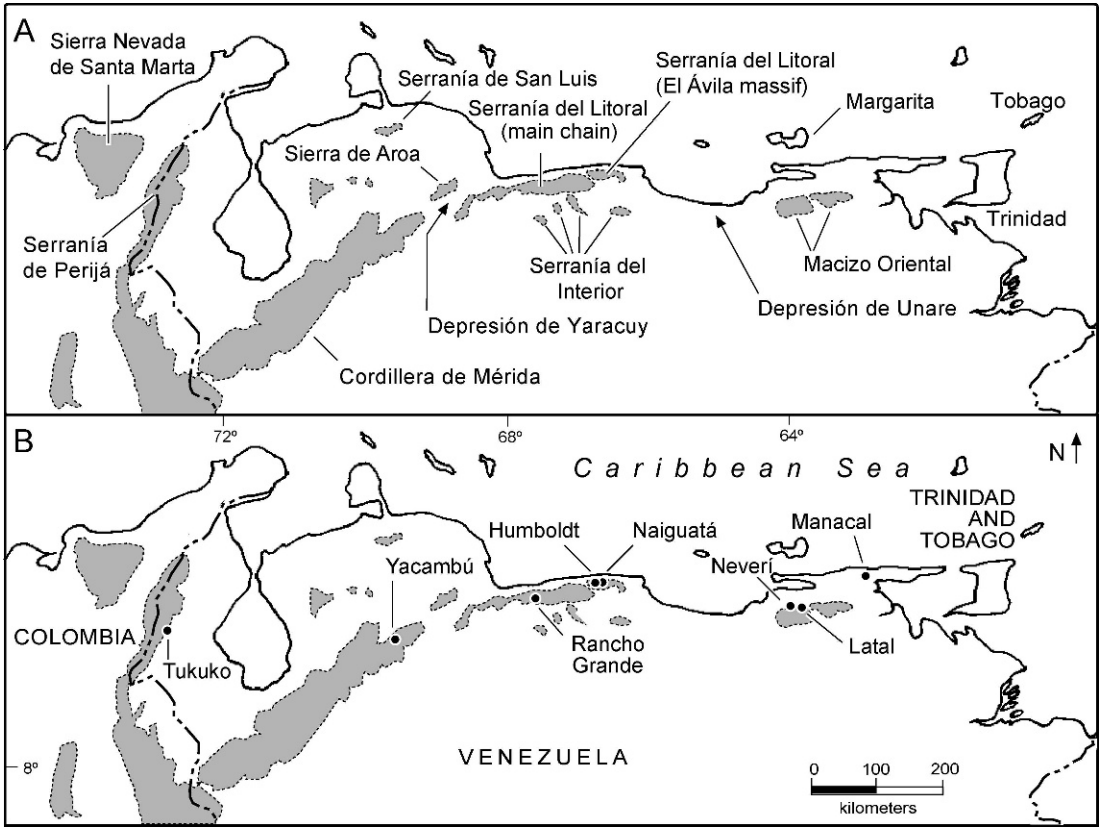 A
Sierra Nevada
de Santa Marta
Serranía de San Luis
Serranía del Litoral
(El Ávila massif)
Serranía del Litoral
(main chain)
Margarita
Tobago
Sierra de Aroa
Serranía
de Perijá
Trinidad
Serranía del
Interior
Macizo Oriental
Depresión de Yaracuy
Depresión de Unare
Cordillera de Mérida
B
72º
68º
64º
N
Caribbean Sea
TRINIDAD
AND
TOBAGO
Humboldt
Naiguatá
Manacal
Yacambú
Neverí
COLOMBIA
Tukuko
Rancho
Grande
Latal
VENEZUELA
8º
0 100 200
kilometers